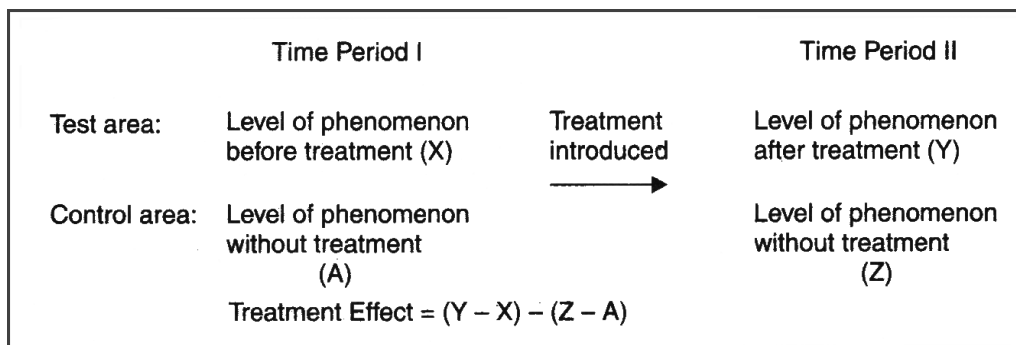 Time Period I Time Period II
Test area: Level of phenomenon Treatment Level of phenomenon
before treatment (X) introduced after treatment (Y)
Control area: Level of phenomenon Level of phenomenon
without treatment without treatment
(A) (Z)
Treatment Effect = (Y – X) – (Z – A)